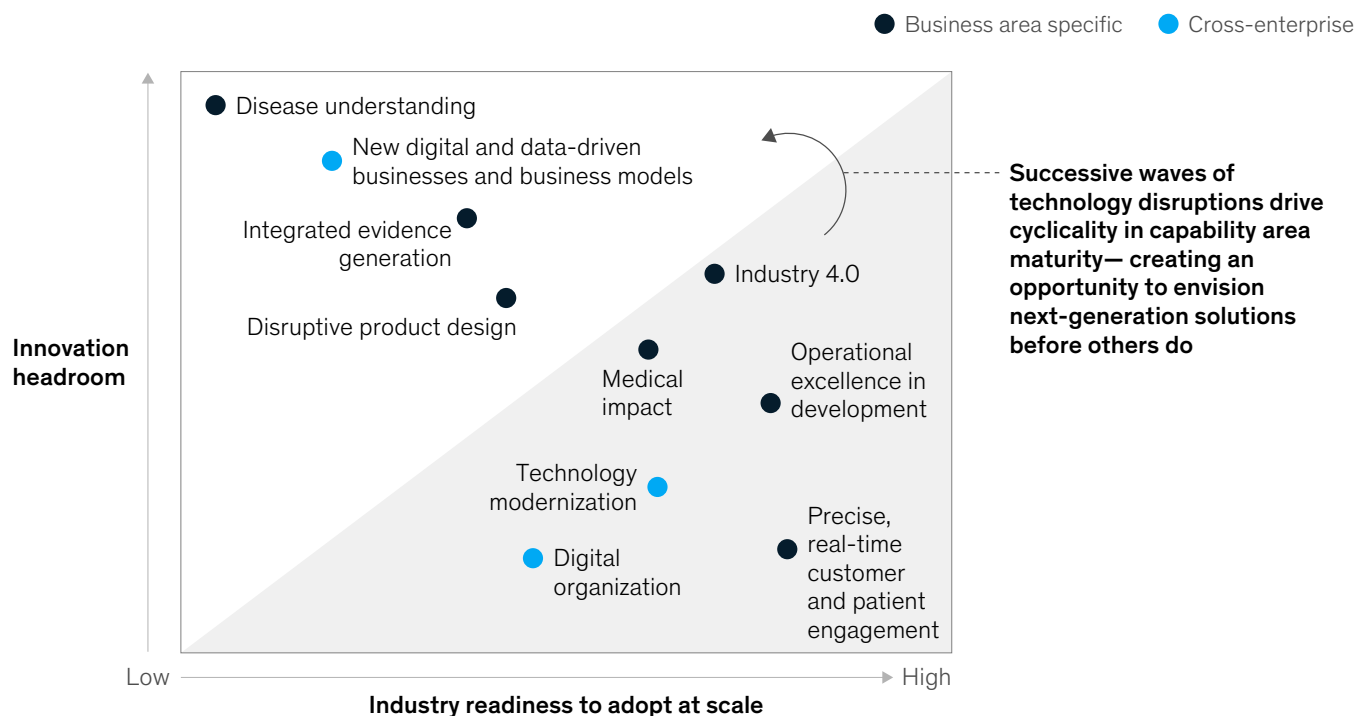 Business area specific
Cross-enterprise
Disease understanding
New digital and data-driven
businesses and business models
Integrated evidence
generation
Disruptive product design
Industry 4.0
Medical
impact
Operational
excellence in
development
Technology
modernization
Digital
organization
Precise,
real-time
customer
and patient
engagement
Successive waves of
technology disruptions drive
cyclicality in capability area
maturity— creating an
opportunity to envision
next-generation solutions
before others do
Innovation
headroom
Low
High
Industry readiness to adopt at scale